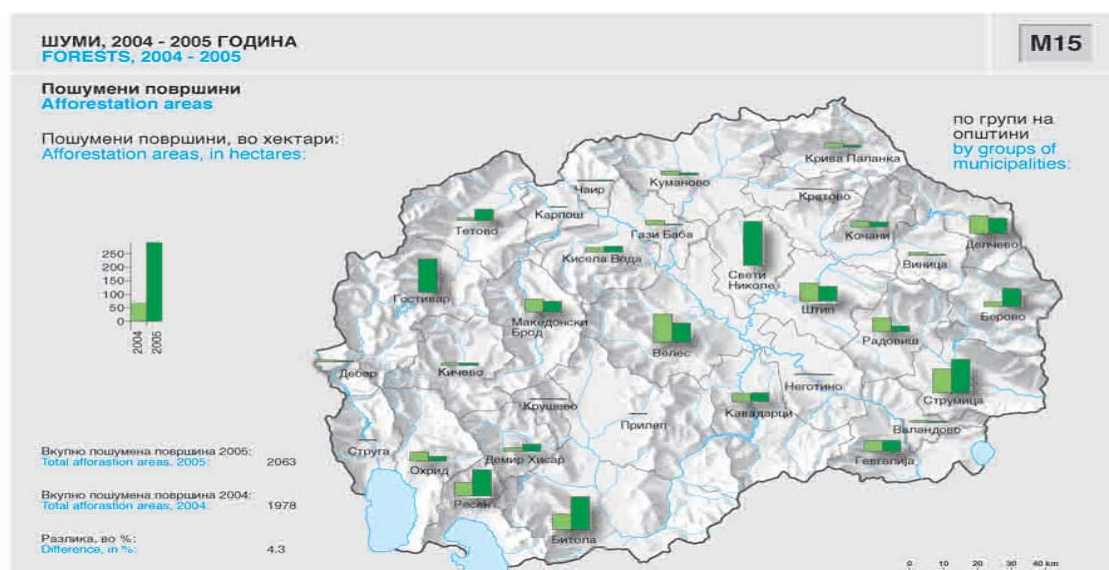 ШУМИ, 2004 - 2005 ГОДИНА
FORESTS, 2004 - 2005
М15
Пошумени површини
Afforestation areas
Пошумени површини, во хектари:
Afforestation areas, in hectares:
по групи на
општини
by groups of
municipalities:
250
200
150
100
50
0
2004
2005
Крива Паланка
Куманово
Чаир
Кратово
Карпош
Тетово
Гази Баба
Кочани
Делчево
Кисела Вода
Свети
Николе
Виница
Гостивар
Штип
Берово
Македонски
Брод
Радовиш
Велес
Дебар
Кичево
Неготино
Струмица
Крушево
Кавадарци
Прилеп
Валандово
Струга
Охрид
Демир Хисар
Гевгелија
Ресен
Битола
Вкупно пошумена површина 2005:
Total afforastion areas, 2005:
2063
Вкупно пошумена површина 2004:
Total afforastion areas, 2004:
1978
Разлика, во %:
Difference, in %:
4.3
0 10 20 30 40 km